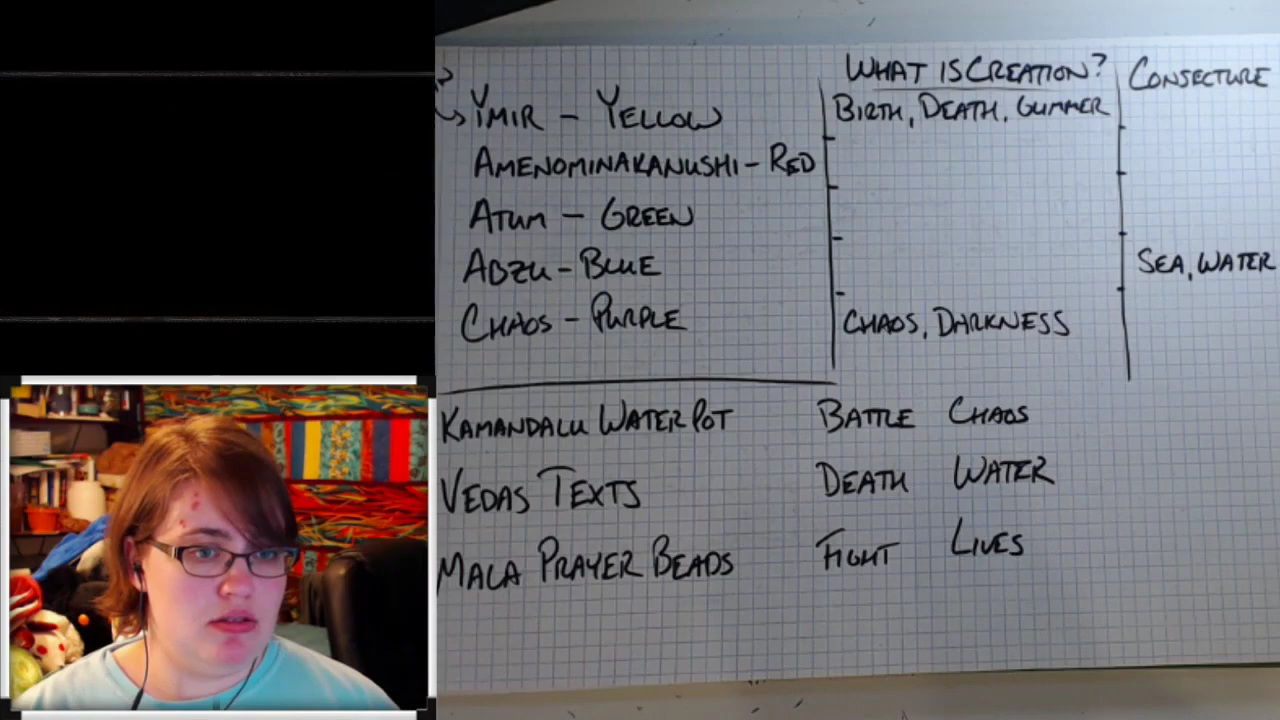 ?
WHAT IS CREATION? CONSECTURE
YMIR – YELLOW BIRTH, DEATH, GLIMMER
AMENOMINAKANUSHI – RED
ATUM – GREEN
ABZU – BLUE SEA, WATER
CHAOS – PURPLE CHAOS, DARKNESS
KAMANDALU WATER POT BATTLE CHAOS
VEDAS TEXTS DEATH WATER
MALA PRAYER BEADS FIGHT LIVES